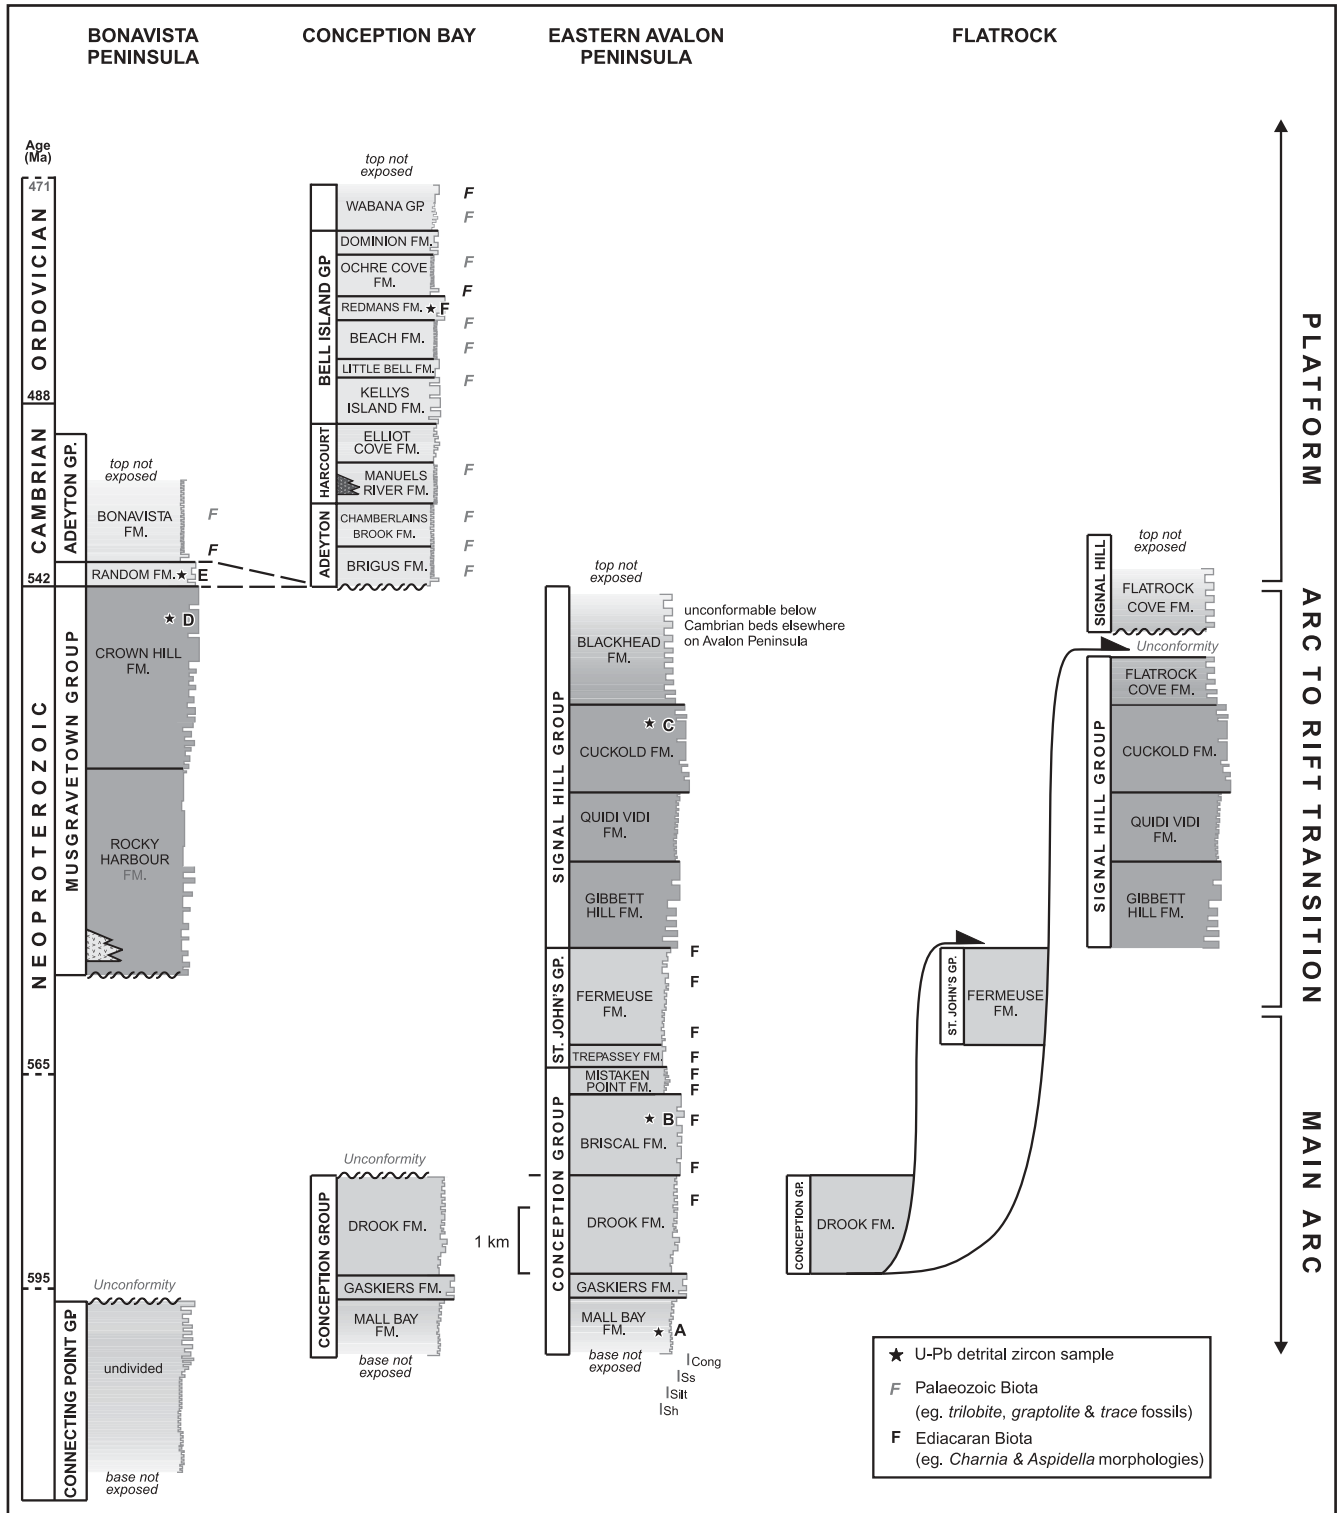 BONAVISTA
PENINSULA
CONCEPTION BAY
EASTERN AVALON
PENINSULA
FLATROCK
Age
(Ma)
471
488
542
565
595
ORDOVICIAN
CAMBRIAN
NEOPROTEROZOIC
ADEYTON GP.
MUSGRAVETOWN GROUP
CONNECTING POINT GP
top not
exposed
BONAVISTA
FM.
F
F
RANDOM FM. ★ E
★ D
CROWN HILL
FM.
ROCKY
HARBOUR
FM.
Unconformity
undivided
base not
exposed
top not
exposed
BELL ISLAND GP
HARCOURT
ADEYTON
WABANA GP.
F
F
DOMINION FM.
OCHRE COVE
FM.
F
F
REDMANS FM. ★ F
BEACH FM.
F
F
LITTLE BELL FM.
KELLYS
ISLAND FM.
F
ELLIOT
COVE FM.
MANUELS
RIVER FM.
F
CHAMBERLAINS
BROOK FM.
F
F
BRIGUS FM.
F
Unconformity
CONCEPTION GROUP
DROOK FM.
GASKIERS FM.
MALL BAY
FM.
base not
exposed
1 km
top not
exposed
SIGNAL HILL GROUP
ST. JOHN'S GP.
CONCEPTION GROUP
unconformable below
Cambrian beds elsewhere
on Avalon Peninsula
BLACKHEAD
FM.
★ C
CUCKOLD FM.
QUIDI VIDI
FM.
GIBBETT
HILL FM.
F
F
FERMEUSE
FM.
F
TREPASSEY FM.
F
MISTAKEN
POINT FM.
F
F
★ B
F
BRISCAL FM.
F
F
DROOK FM.
GASKIERS FM.
MALL BAY
FM.
★ A
base not
exposed
Cong
Ss
Silt
Sh
CONCEPTION GP.
DROOK FM.
ST. JOHN'S GP.
FERMEUSE
FM.
top not
exposed
SIGNAL HILL
FLATROCK
COVE FM.
Unconformity
SIGNAL HILL GROUP
FLATROCK
COVE FM.
CUCKOLD FM.
QUIDI VIDI
FM.
GIBBETT
HILL FM.
PLATFORM
ARC TO RIFT TRANSITION
MAIN ARC
★ U-Pb detrital zircon sample
F Palaeozoic Biota
(eg. trilobite, graptolite & trace fossils)
F Ediacaran Biota
(eg. Charnia & Aspidella morphologies)